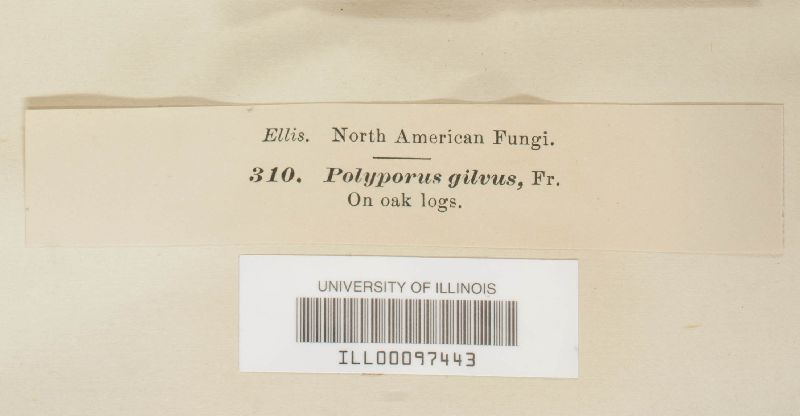 Ellis. North American Fungi.
310. Polyporus gilvus, Fr.
On oak logs.
UNIVERSITY OF ILLINOIS
ILL00097443